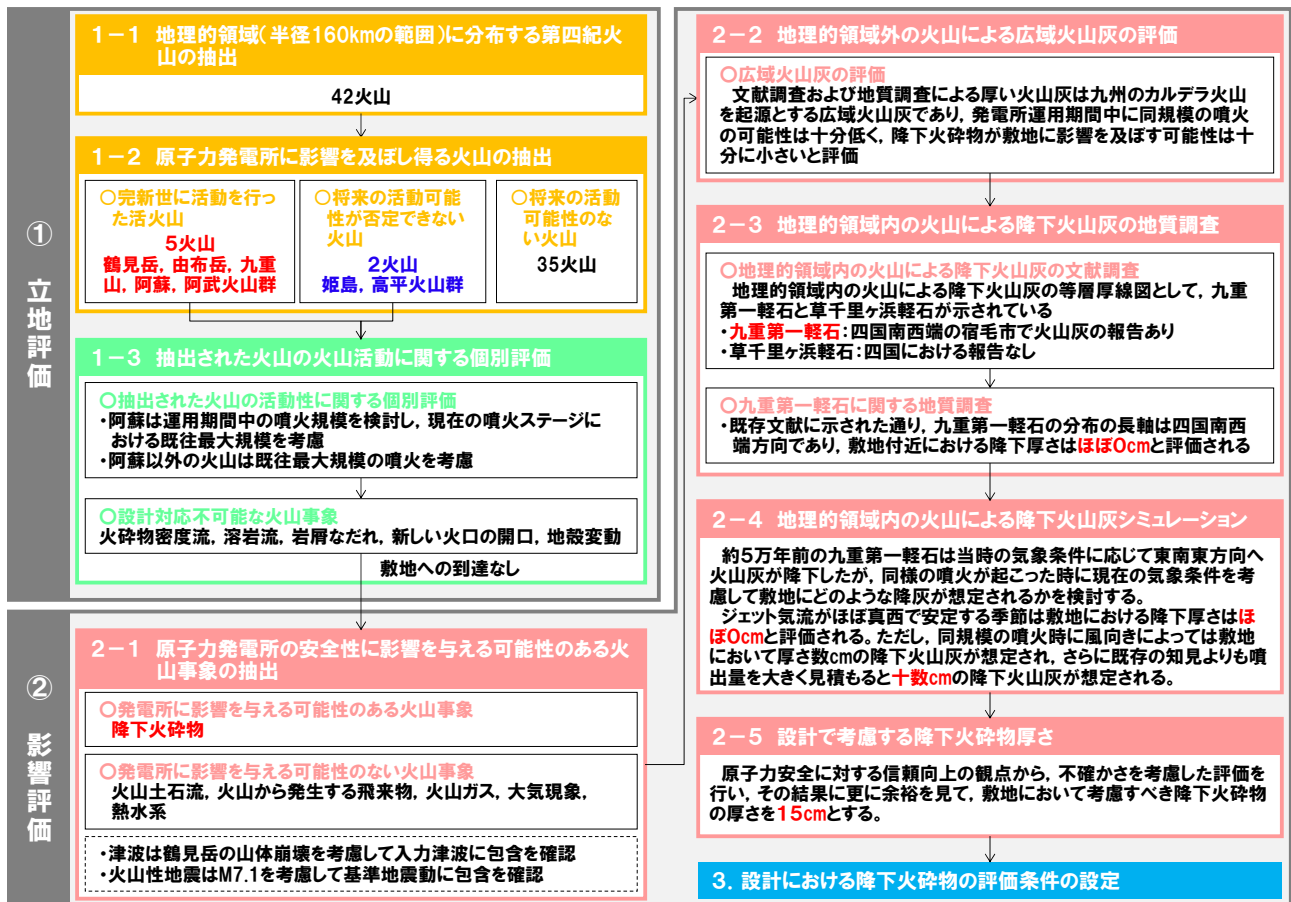 ① 立地評価
1-1 地理的領域(半径160kmの範囲)に分布する第四紀火
山の抽出
42火山
1-2 原子力発電所に影響を及ぼし得る火山の抽出
○完新世に活動を行っ
た活火山
5火山
鶴見岳,由布岳,九重
山,阿蘇,阿武火山群
○将来の活動可能
性が否定できない
火山
2火山
姫島,高平火山群
○将来の活動
可能性のな
い火山
35火山
1-3 抽出された火山の火山活動に関する個別評価
○抽出された火山の活動性に関する個別評価
・阿蘇は運用期間中の噴火規模を検討し,現在の噴火ステージに
おける既往最大規模を考慮
・阿蘇以外の火山は既往最大規模の噴火を考慮
○設計対応不可能な火山事象
火砕物密度流,溶岩流,岩屑なだれ,新しい火口の開口,地殻変動
敷地への到達なし
② 影響評価
2-1 原子力発電所の安全性に影響を与える可能性のある火
山事象の抽出
○発電所に影響を与える可能性のある火山事象
降下火砕物
○発電所に影響を与える可能性のない火山事象
火山土石流,火山から発生する飛来物,火山ガス,大気現象,
熱水系
・津波は鶴見岳の山体崩壊を考慮して入力津波に包含を確認
・火山性地震はM7.1を考慮して基準地震動に包含を確認
2-2 地理的領域外の火山による広域火山灰の評価
○広域火山灰の評価
文献調査および地質調査による厚い火山灰は九州のカルデラ火山
を起源とする広域火山灰であり,発電所運用期間中に同規模の噴火
の可能性は十分低く,降下火砕物が敷地に影響を及ぼす可能性は十
分に小さいと評価
2-3 地理的領域内の火山による降下火山灰の地質調査
○地理的領域内の火山による降下火山灰の文献調査
地理的領域内の火山による降下火山灰の等層厚線図として,九重
第一軽石と草千里ヶ浜軽石が示されている
・九重第一軽石:四国南西端の宿毛市で火山灰の報告あり
・草千里ヶ浜軽石:四国における報告なし
○九重第一軽石に関する地質調査
・既存文献に示された通り,九重第一軽石の分布の長軸は四国南西
端方向であり,敷地付近における降下厚さはほぼ0cmと評価される
2-4 地理的領域内の火山による降下火山灰シミュレーション
約5万年前の九重第一軽石は当時の気象条件に応じて東南東方向へ
火山灰が降下したが,同様の噴火が起こった時に現在の気象条件を考
慮して敷地にどのような降灰が想定されるかを検討する。
ジェット気流がほぼ真西で安定する季節は敷地における降下厚さはほ
ぼ0cmと評価される。ただし,同規模の噴火時に風向きによっては敷地
において厚さ数cmの降下火山灰が想定され,さらに既存の知見よりも噴
出量を大きく見積もると十数cmの降下火山灰が想定される。
2-5 設計で考慮する降下火砕物厚さ
原子力安全に対する信頼向上の観点から,不確かさを考慮した評価を
行い,その結果に更に余裕を見て,敷地において考慮すべき降下火砕物
の厚さを15cmとする。
3.設計における降下火砕物の評価条件の設定